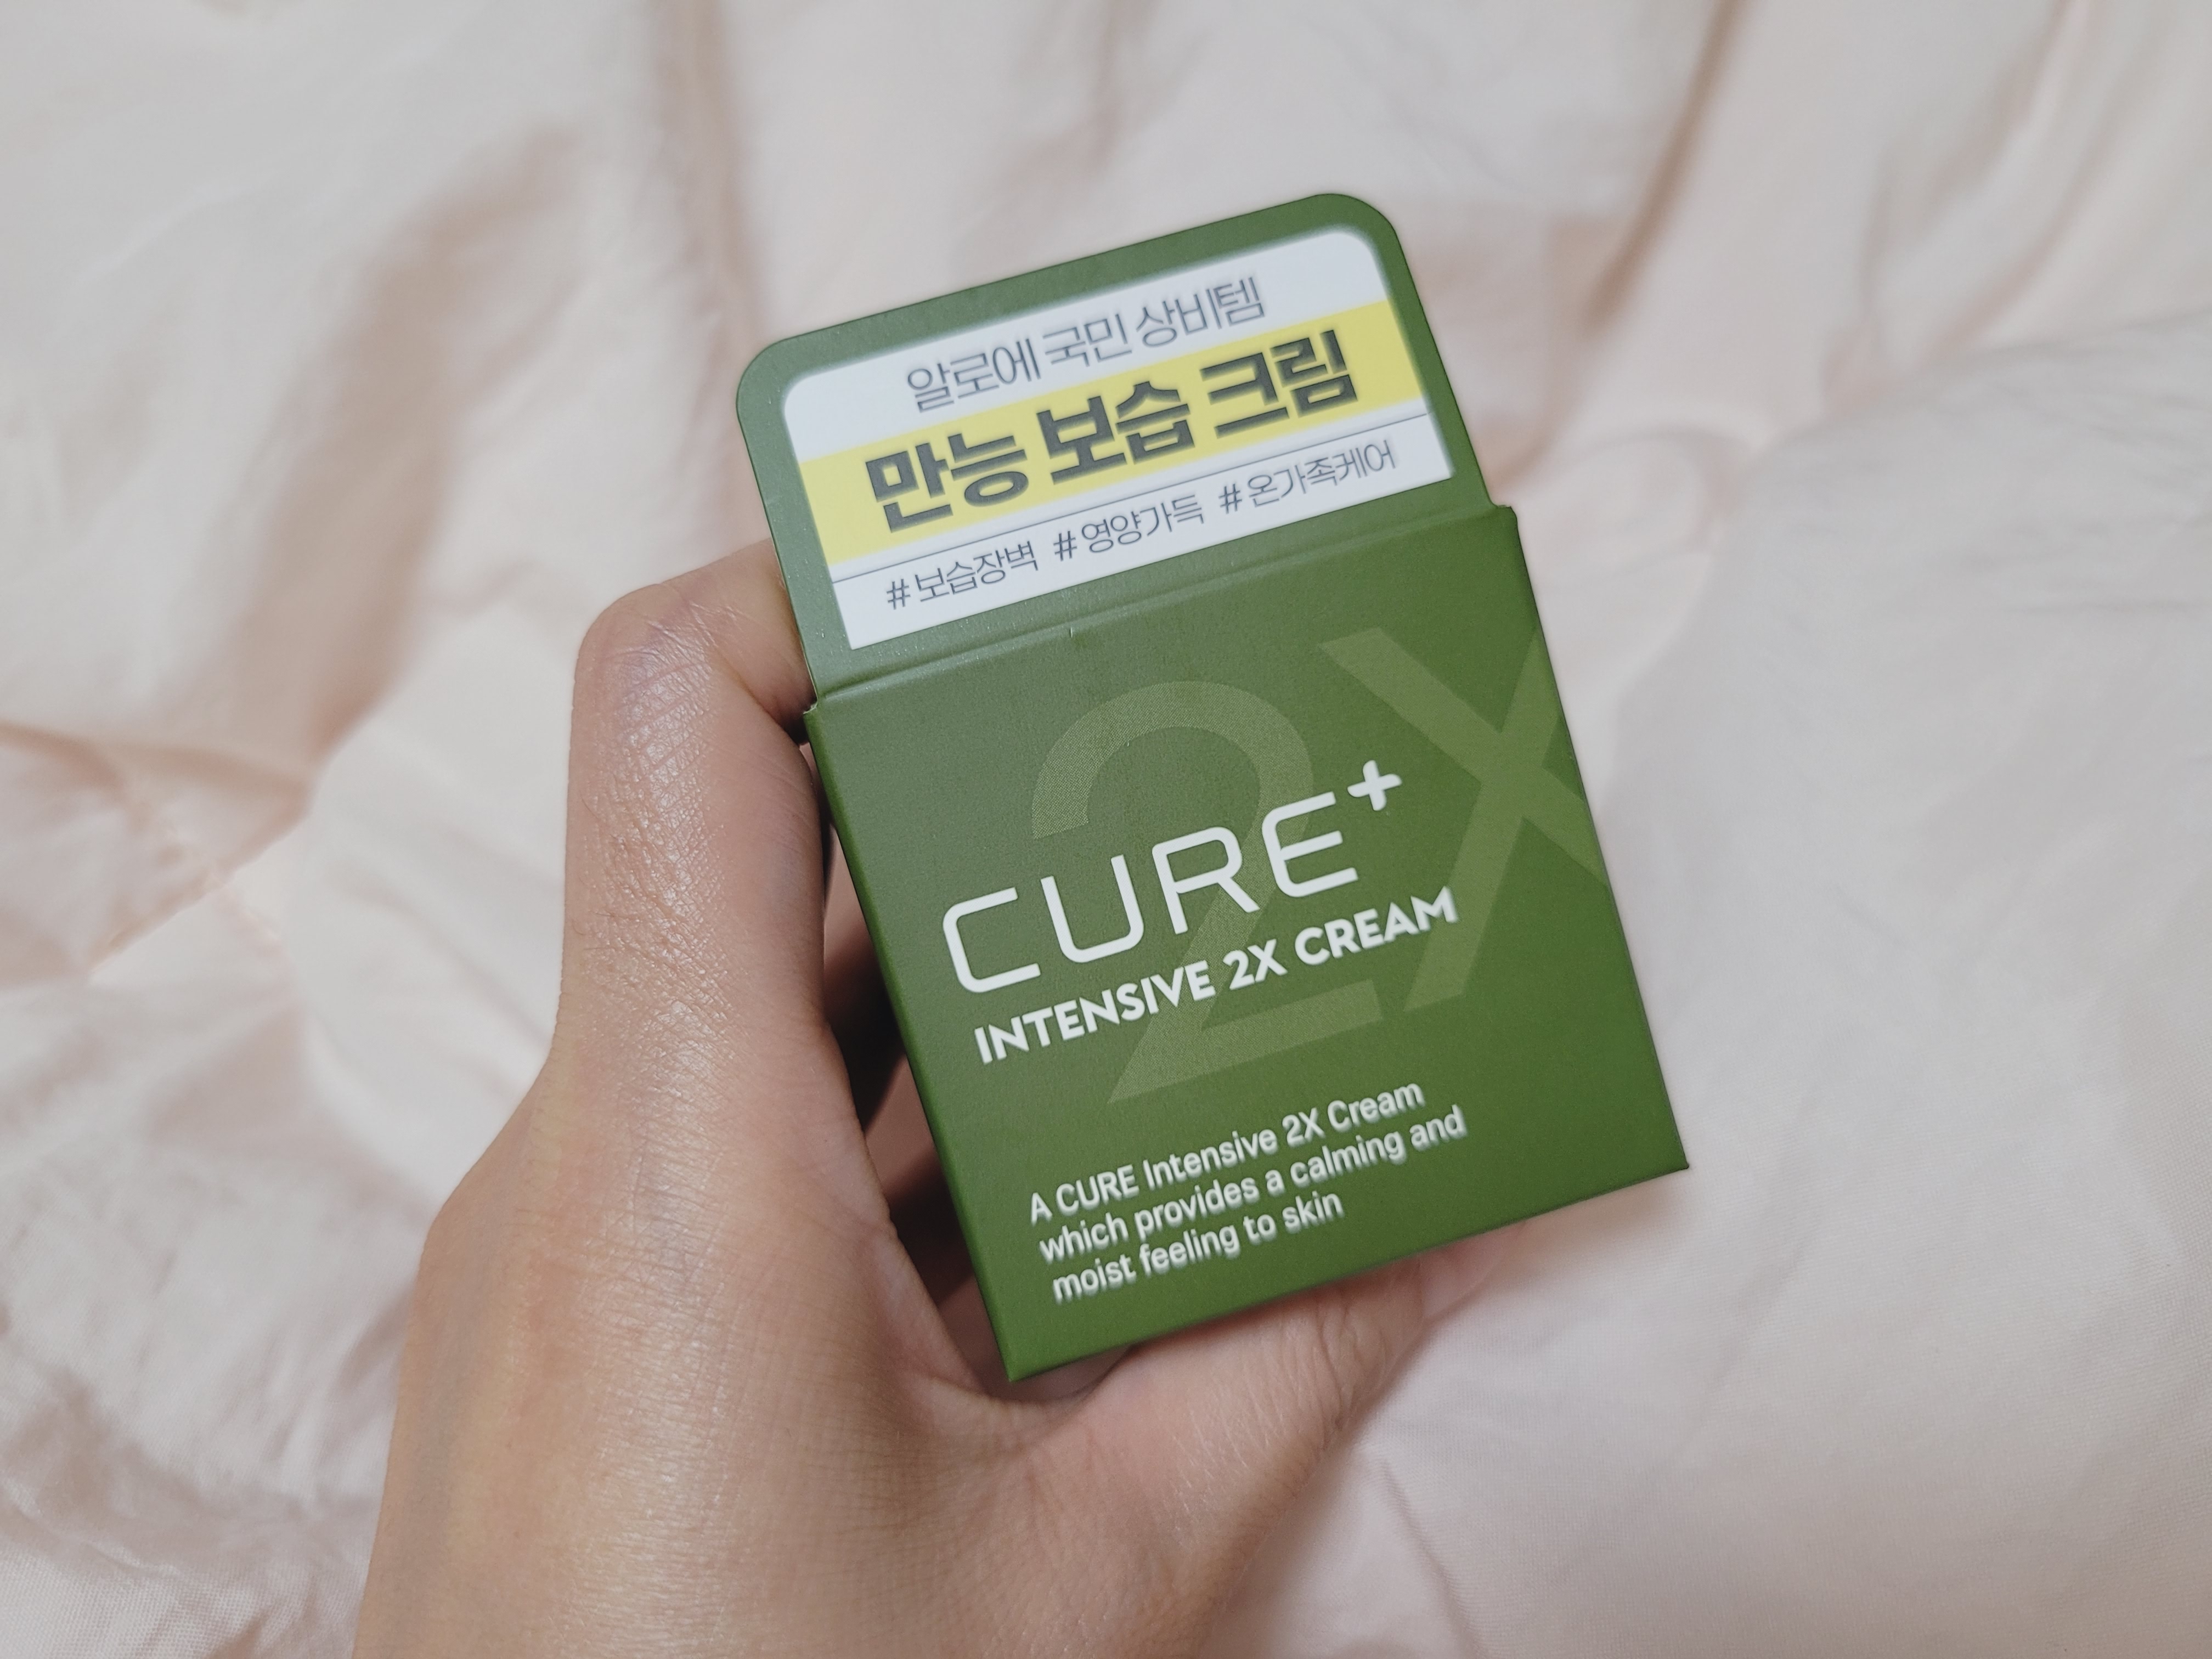 알로에 국민 상비템
만능 보습 크림
#보습장벽 #영양가득 #온가족케어
2X
CURE+
INTENSIVE 2X CREAM
A CURE Intensive 2X Cream
which provides a calming and
moist feeling to skin